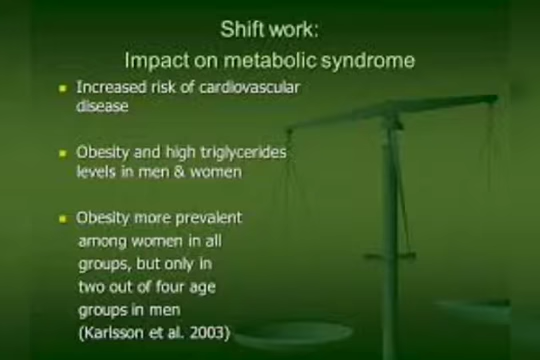 Shift work:
Impact on metabolic syndrome
Increased risk of cardiovascular
disease
Obesity and high triglycerides
levels in men & women
Obesity more prevalent
among women in all
groups, but only in
two out of four age
groups in men
(Karlsson et al. 2003)